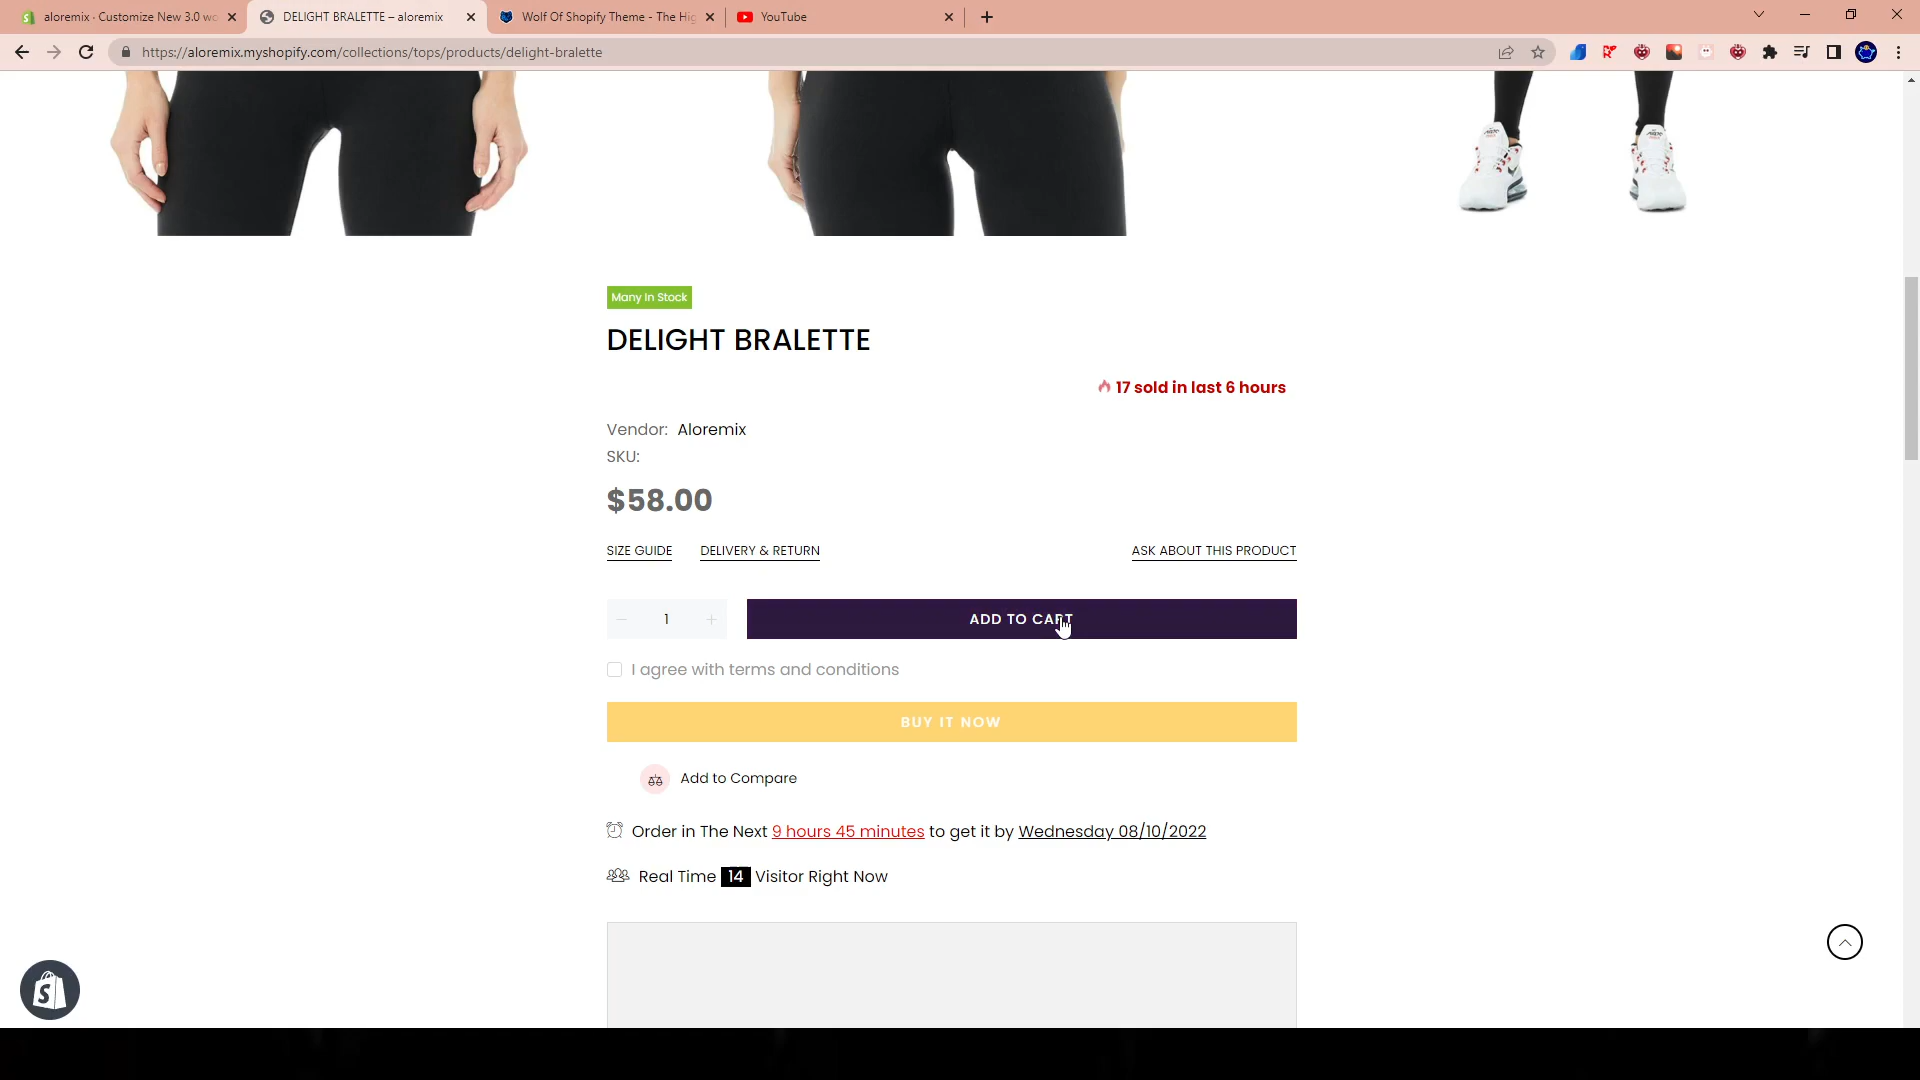 aloremix · Customize New 3.0 wo
DELIGHT BRALETTE – aloremix
Wolf Of Shopify Theme - The Hig
YouTube
https://aloremix.myshopify.com/collections/tops/products/delight-bralette
Many In Stock
DELIGHT BRALETTE
17 sold in last 6 hours
Vendor: Aloremix
SKU:
$58.00
SIZE GUIDE DELIVERY & RETURN ASK ABOUT THIS PRODUCT
1 ADD TO CART
I agree with terms and conditions
BUY IT NOW
Add to Compare
Order in The Next 9 hours 45 minutes to get it by Wednesday 08/10/2022
Real Time 14 Visitor Right Now